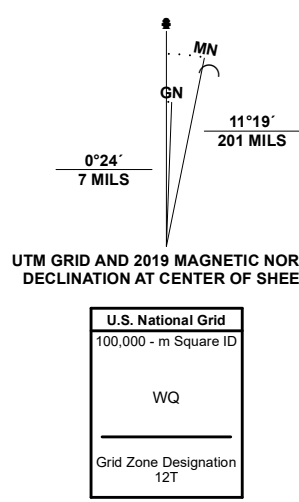 MN
GN
11°19´
201 MILS
0°24´
7 MILS
UTM GRID AND 2019 MAGNETIC NOR
DECLINATION AT CENTER OF SHEE
U.S. National Grid
100,000 - m Square ID
WQ
Grid Zone Designation
12T